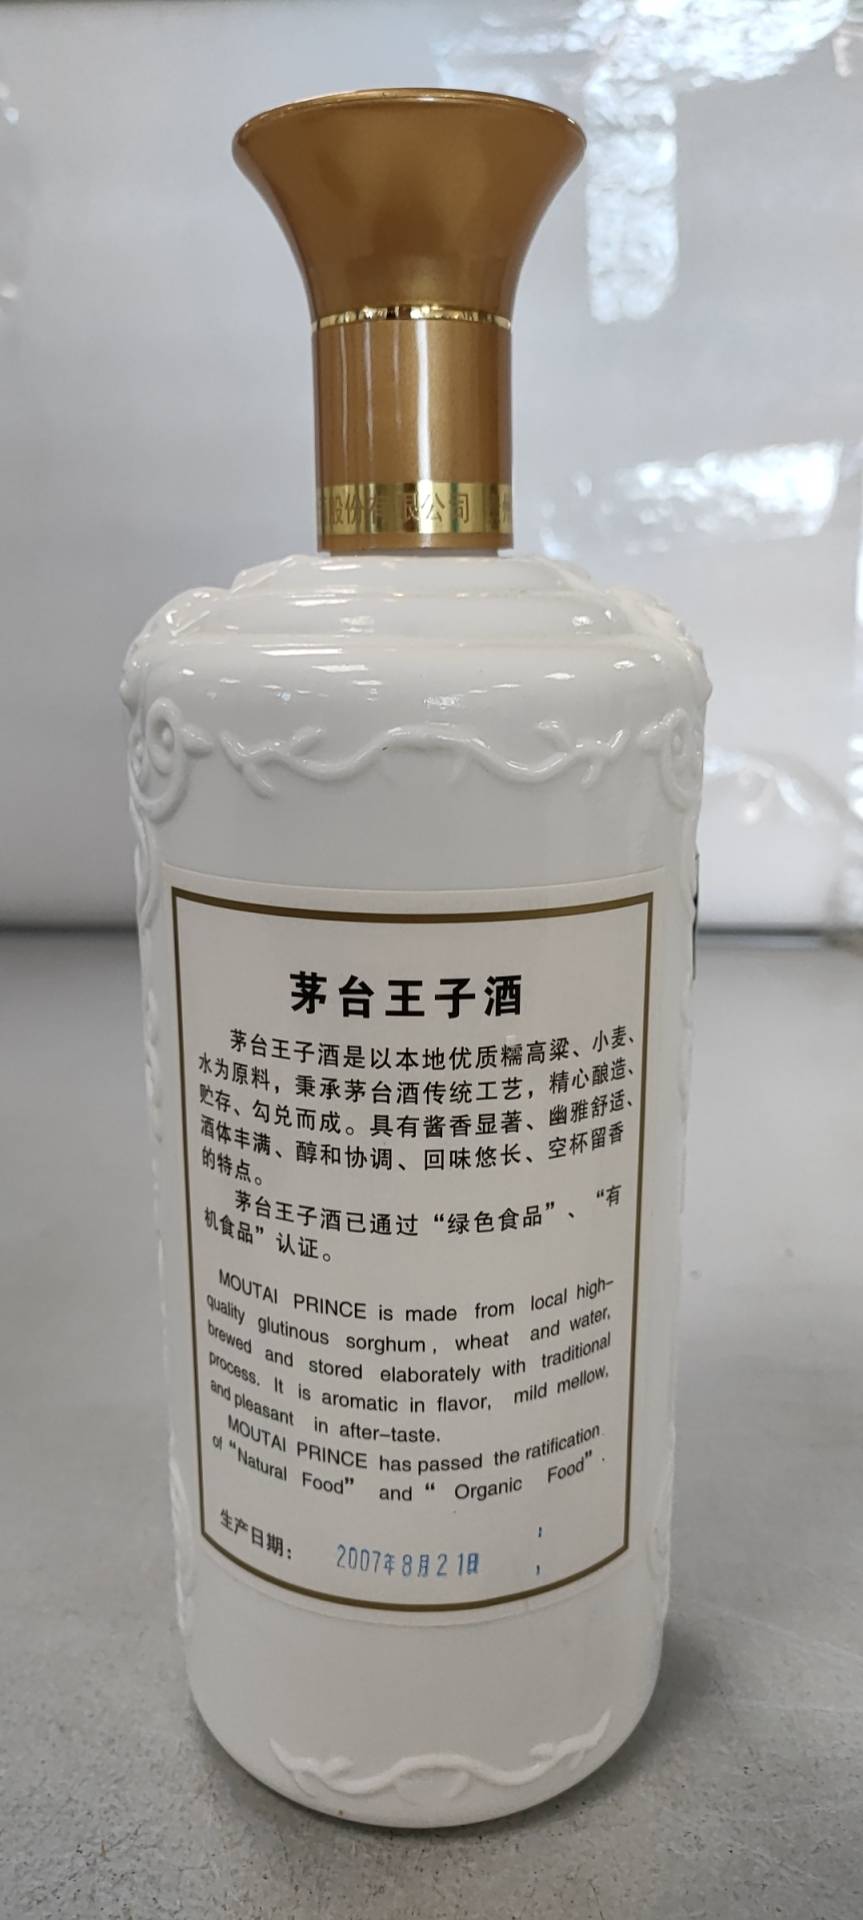 股份有限公司
茅台王子酒
茅台王子酒是以本地优质糯高粱、小麦、
水为原料，秉承茅台酒传统工艺，精心酿造、
贮存、勾兑而成。具有酱香显著、幽雅舒适、
酒体丰满、醇和协调、回味悠长、空杯留香
的特点。
茅台王子酒已通过“绿色食品”、“有
机食品”认证。
MOUTAI PRINCE is made from local high-
quality glutinous sorghum, wheat and water,
brewed and stored elaborately with traditional
process. It is aromatic in flavor, mild mellow,
and pleasant in after-taste.
MOUTAI PRINCE has passed the ratification
of “Natural Food” and “ Organic Food”.
生产日期： 2007年8月21日